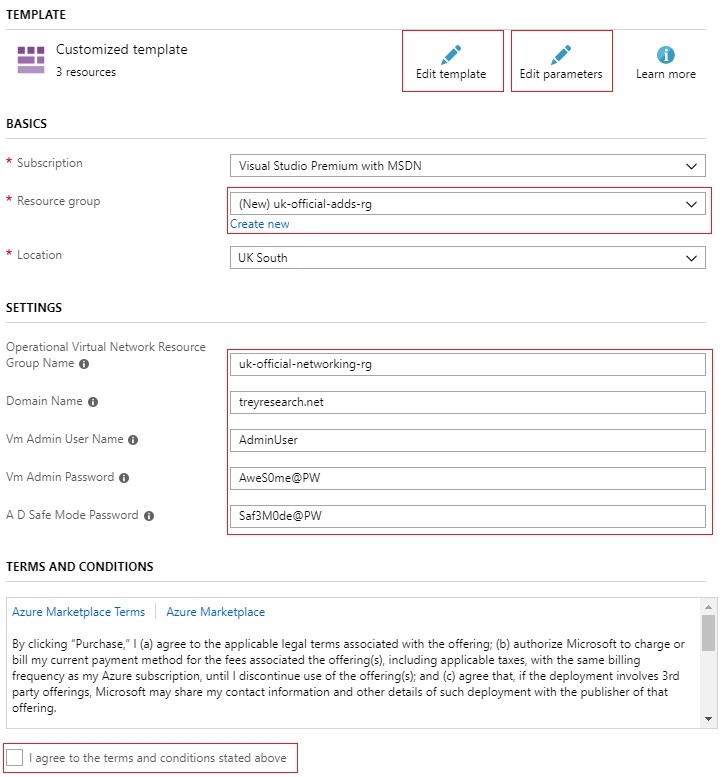 TEMPLATE
Customized template
3 resources
Edit template
Edit parameters
Learn more
BASICS
* Subscription
Visual Studio Premium with MSDN
* Resource group
(New) uk-official-adds-rg
Create new
* Location
UK South
SETTINGS
Operational Virtual Network Resource
Group Name
uk-official-networking-rg
Domain Name
treyresearch.net
Vm Admin User Name
AdminUser
Vm Admin Password
AweS0me@PW
A D Safe Mode Password
Saf3M0de@PW
TERMS AND CONDITIONS
Azure Marketplace Terms | Azure Marketplace
By clicking “Purchase,” I (a) agree to the applicable legal terms associated with the offering; (b) authorize Microsoft to charge or
bill my current payment method for the fees associated the offering(s), including applicable taxes, with the same billing
frequency as my Azure subscription, until I discontinue use of the offering(s); and (c) agree that, if the deployment involves 3rd
party offerings, Microsoft may share my contact information and other details of such deployment with the publisher of that
offering.
I agree to the terms and conditions stated above